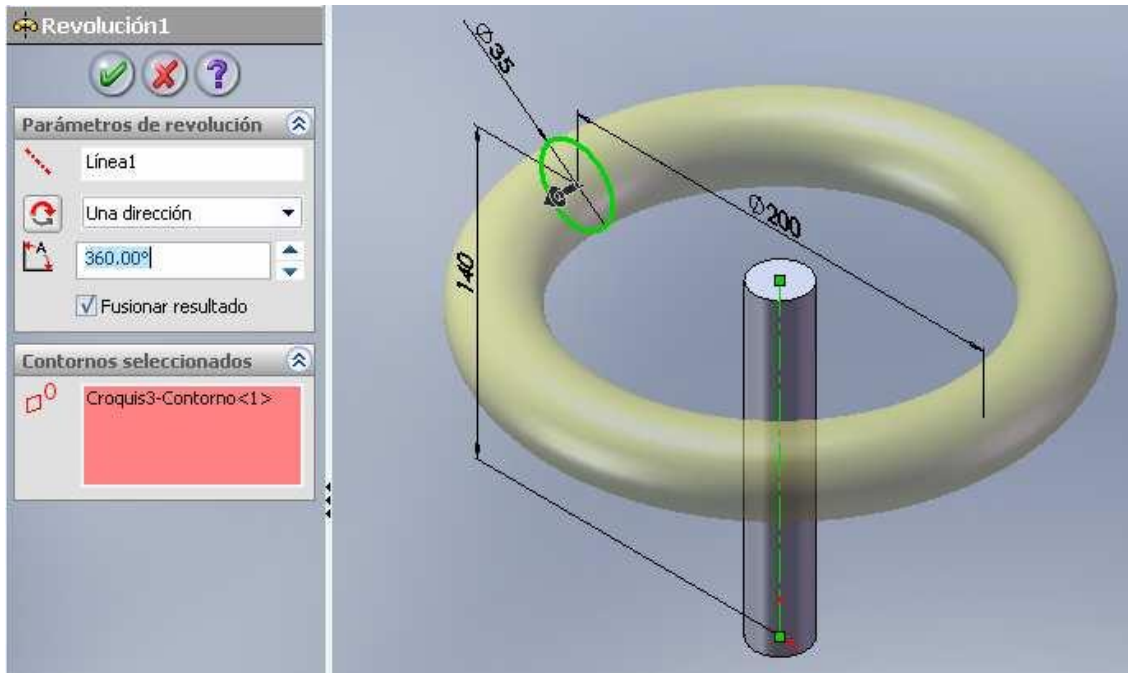 Revolución1
?
Parámetros de revolución
Línea1
Una dirección
A
360.00°
Fusionar resultado
Contornos seleccionados
Croquis3-Contorno<1>
Ø35
Ø200
140